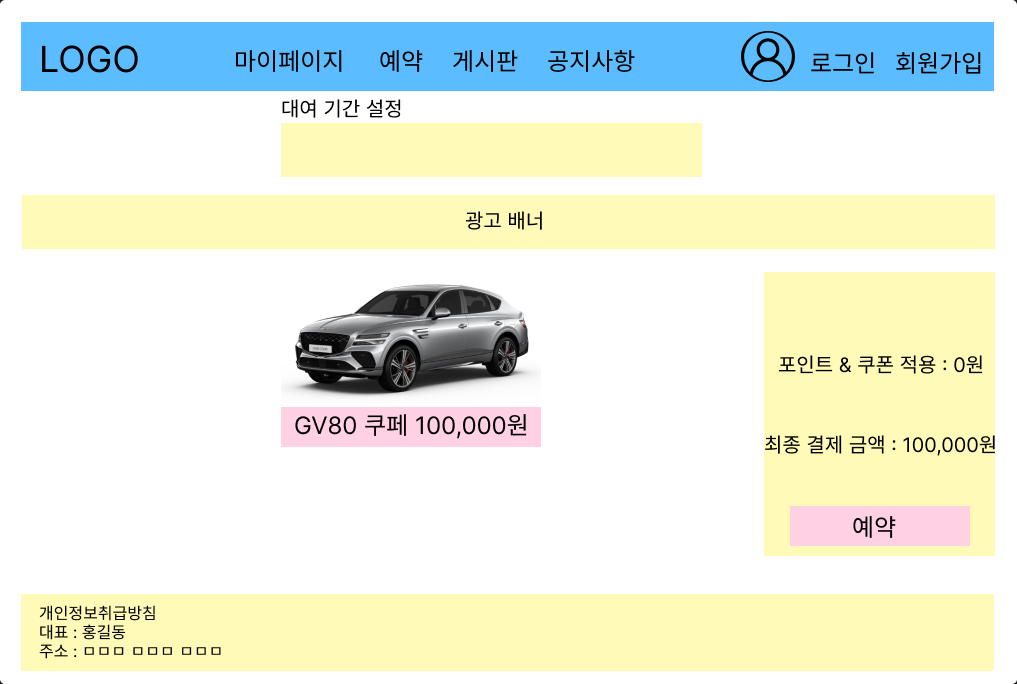 LOGO 마이페이지 예약 게시판 공지사항 로그인 회원가입
대여 기간 설정
광고 배너
GV80 쿠페 100,000원
포인트 & 쿠폰 적용 : 0원
최종 결제 금액 : 100,000원
예약
개인정보취급방침
대표 : 홍길동
주소 : ㅁㅁㅁ ㅁㅁㅁ ㅁㅁㅁ